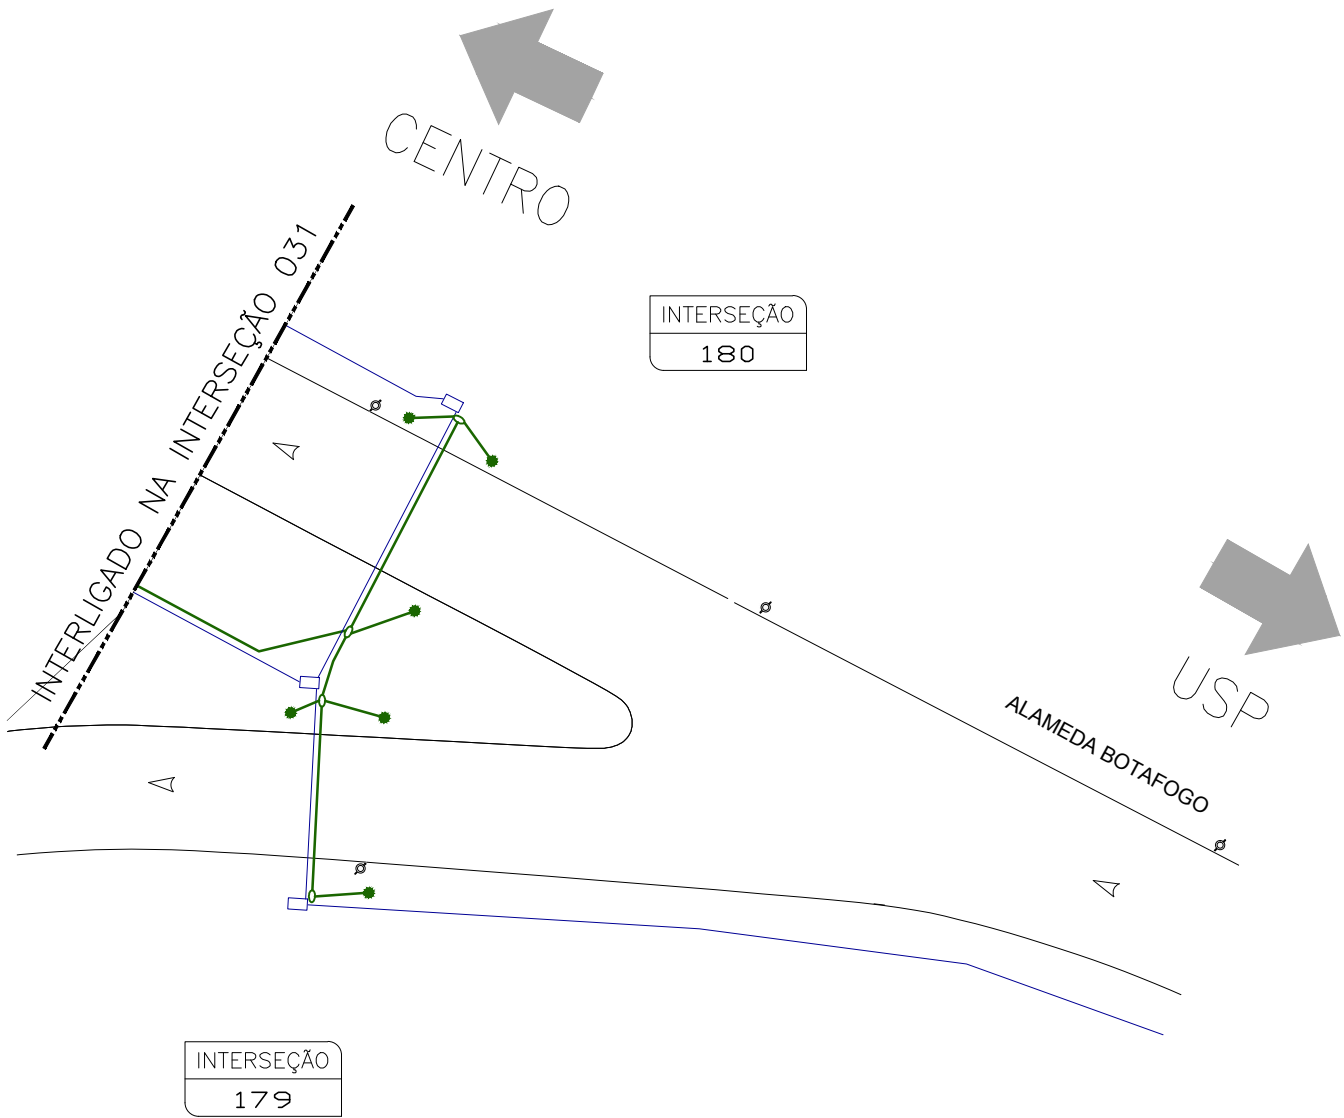 CENTRO
INTERLIGADO NA INTERSEÇÃO 031
INTERSEÇÃO
180
USP
ALAMEDA BOTAFOGO
INTERSEÇÃO
179